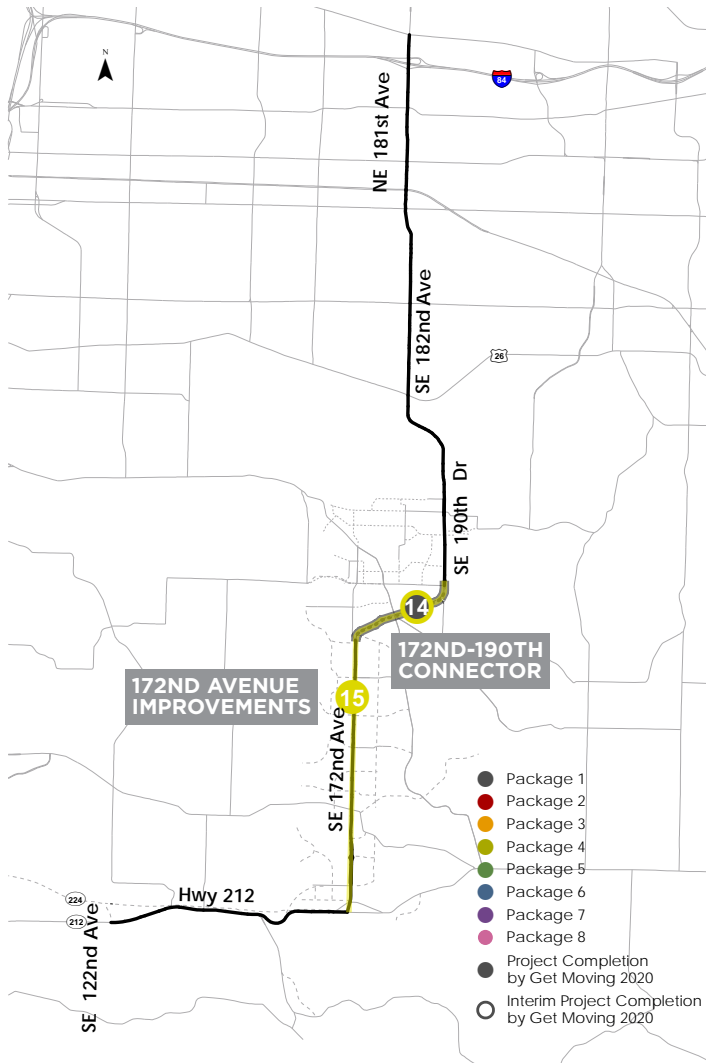 N
84
NE 181st Ave
SE 182nd Ave
26
SE 190th Dr
14
172ND-190TH
CONNECTOR
172ND AVENUE
IMPROVEMENTS
15
SE 172nd Ave
Package 1
Package 2
Package 3
Package 4
Package 5
Package 6
Package 7
Package 8
Project Completion
by Get Moving 2020
Interim Project Completion
by Get Moving 2020
Hwy 212
224
212
SE 122nd Ave